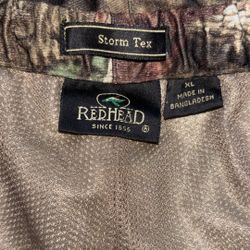 Storm Tex
REDHEAD
SINCE 1856
XL
MADE IN
BANGLADESH